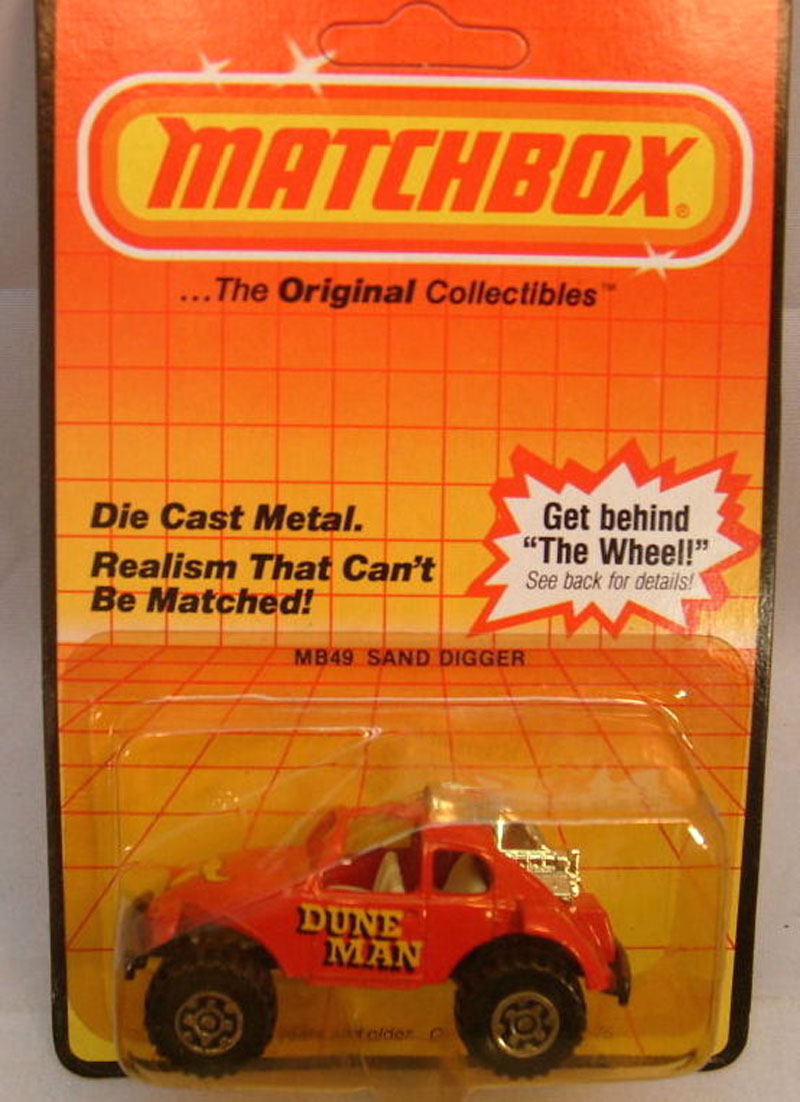 MATCHBOX®
...The Original Collectibles™
Die Cast Metal.
Realism That Can't
Be Matched!
Get behind
"The Wheel!"
See back for details!
MB49 SAND DIGGER
DUNE
MAN